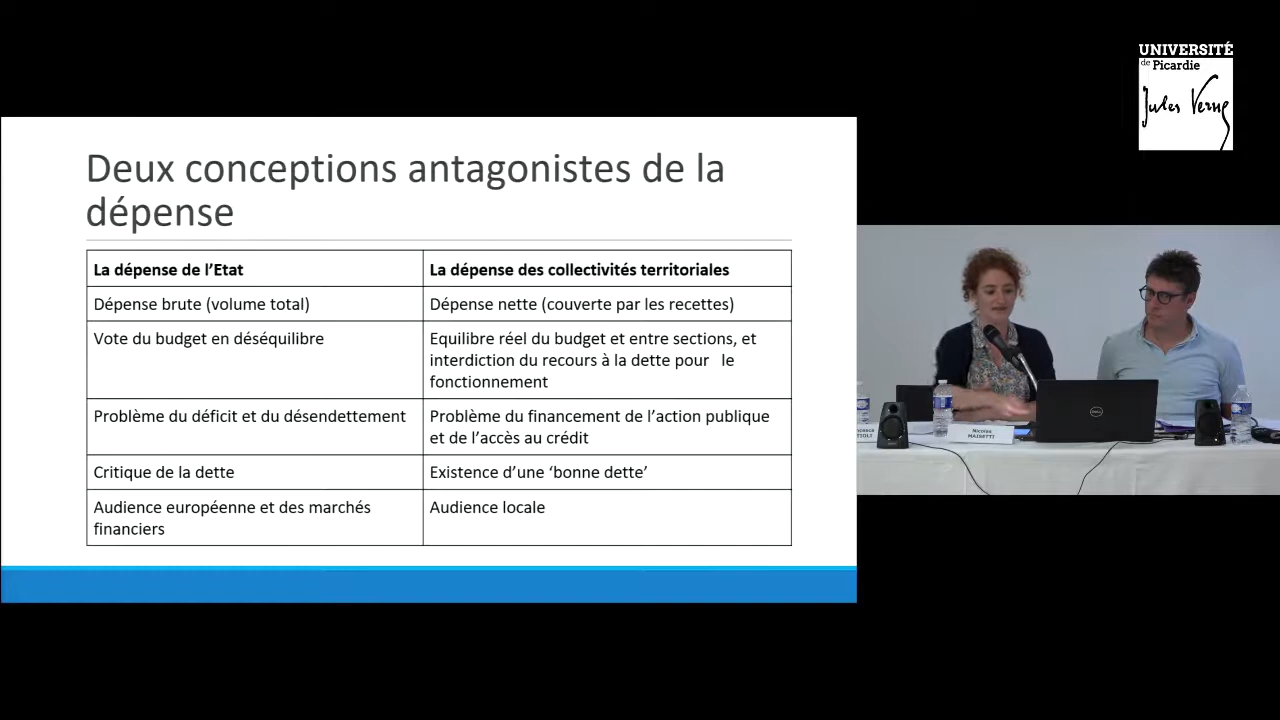 UNIVERSITÉ
de Picardie
Jules Verne
Deux conceptions antagonistes de la
dépense
La dépense de l’Etat
La dépense des collectivités territoriales
Dépense brute (volume total)
Dépense nette (couverte par les recettes)
Vote du budget en déséquilibre
Equilibre réel du budget et entre sections, et
interdiction du recours à la dette pour le
fonctionnement
Problème du déficit et du désendettement
Problème du financement de l’action publique
et de l’accès au crédit
Critique de la dette
Existence d’une ‘bonne dette’
Audience européenne et des marchés
financiers
Audience locale
Nicolas
MAISETTI
DELL